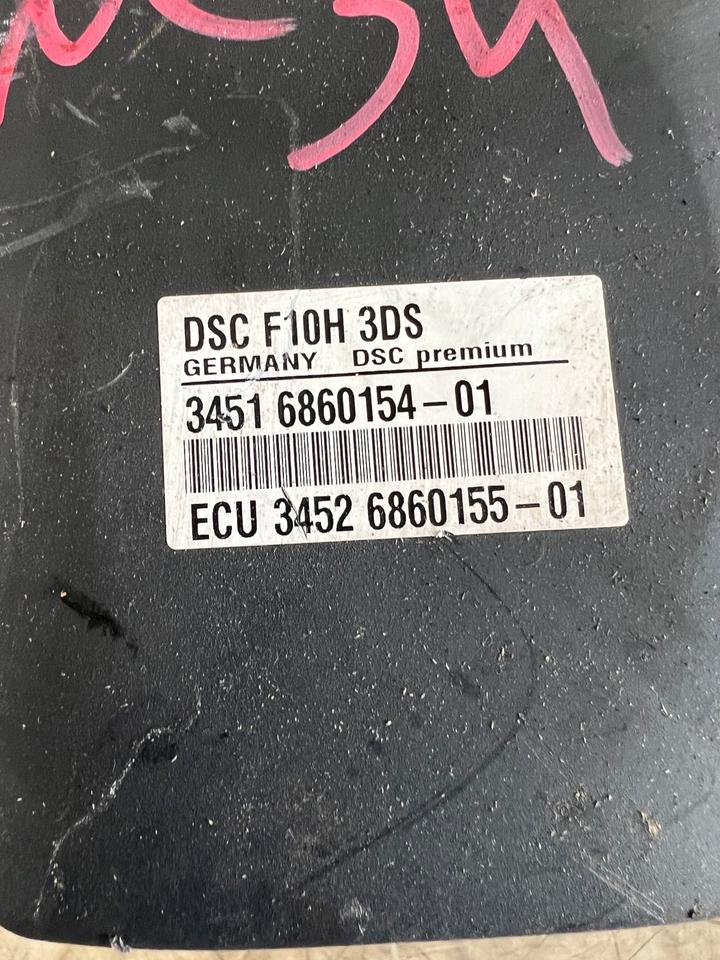 DSC F10H 3DS
GERMANY DSC premium
3451 6860154-01
ECU 3452 6860155-01